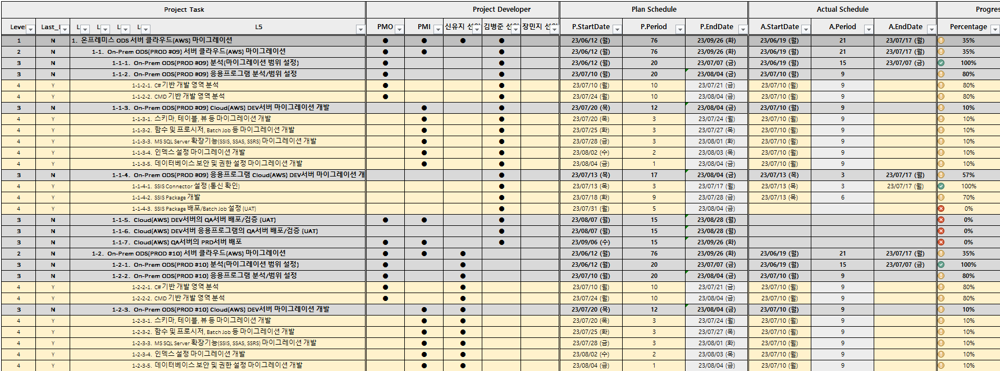 Project Task Project Developer Plan Schedule Actual Schedule Progres
Leve Last_ L L L L L5 PMO PMI 신유지 선 김병준 선 장민지 선 P.StartDate P.Period P.EndDate A.StartDate A.Period A.EndDate Percentage
1 N 1. 온프레미스 ODS 서버 클라우드(AWS) 마이그레이션 ● ● ● ● 23/06/12 (월) 76 23/09/26 (화) 23/06/19 (월) 21 23/07/17 (월) 35%
2 N 1-1. On-Prem ODS(PROD #09) 서버 클라우드(AWS) 마이그레이션 ● ● ● 23/06/12 (월) 76 23/09/26 (화) 23/06/19 (월) 21 23/07/17 (월) 35%
3 N 1-1-1. On-Prem ODS(PROD #09) 분석(마이그레이션 범위 설정) ● ● 23/06/12 (월) 20 23/07/07 (금) 23/06/19 (월) 15 23/07/07 (금) 100%
3 N 1-1-2. On-Prem ODS(PROD #09) 응용프로그램 분석/범위 설정 ● ● 23/07/10 (월) 20 23/08/04 (금) 23/07/10 (월) 9 80%
4 Y 1-1-2-1. C# 기반 개발 영역 분석 ● ● 23/07/10 (월) 10 23/07/21 (금) 23/07/10 (월) 9 80%
4 Y 1-1-2-2. CMD 기반 개발 영역 분석 ● ● 23/07/24 (월) 10 23/08/04 (금) 23/07/10 (월) 9 80%
3 N 1-1-3. On-Prem ODS(PROD #09) Cloud(AWS) DEV서버 마이그레이션 개발 ● ● 23/07/20 (목) 12 23/08/04 (금) 23/07/10 (월) 9 10%
4 Y 1-1-3-1. 스키마, 테이블, 뷰 등 마이그레이션 개발 ● ● 23/07/20 (목) 3 23/07/24 (월) 23/07/10 (월) 9 10%
4 Y 1-1-3-2. 함수 및 프로시저, Batch Job 등 마이그레이션 개발 ● ● 23/07/25 (화) 3 23/07/27 (목) 23/07/10 (월) 9 10%
4 Y 1-1-3-3. MS SQL Server 확장기능(SSIS, SSAS, SSRS) 마이그레이션 개발 ● ● 23/07/28 (금) 3 23/08/01 (화) 23/07/10 (월) 9 10%
4 Y 1-1-3-4. 인덱스 설정 마이그레이션 개발 ● ● 23/08/02 (수) 2 23/08/03 (목) 23/07/10 (월) 9 10%
4 Y 1-1-3-5. 데이터베이스 보안 및 권한 설정 마이그레이션 개발 ● ● 23/08/04 (금) 1 23/08/04 (금) 23/07/10 (월) 9 10%
3 N 1-1-4. On-Prem ODS(PROD #09) 응용프로그램 Cloud(AWS) DEV서버 마이그레이션 개 ● 23/07/13 (목) 17 23/08/04 (금) 23/07/13 (목) 3 23/07/17 (월) 57%
4 Y 1-1-4-1. SSIS Connector 설정 (통신 확인) ● 23/07/13 (목) 3 23/07/17 (월) 23/07/13 (목) 3 23/07/17 (월) 100%
4 Y 1-1-4-2. SSIS Package 개발 ● 23/07/18 (화) 9 23/07/28 (금) 23/07/13 (목) 6 70%
4 Y 1-1-4-3. SSIS Package 배포/Batch Job 설정 (UAT) ● 23/07/31 (월) 5 23/08/04 (금) 0%
3 N 1-1-5. Cloud(AWS) DEV서버의 QA서버 배포/검증 (UAT) ● ● ● 23/08/07 (월) 15 23/08/28 (월) 0%
3 N 1-1-6. Cloud(AWS) DEV서버 응용프로그램의 QA서버 배포/검증 (UAT) ● 23/08/07 (월) 15 23/08/28 (월) 0%
3 N 1-1-7. Cloud(AWS) QA서버의 PRD서버 배포 ● ● ● 23/09/06 (수) 15 23/09/26 (화) 0%
2 N 1-2. On-Prem ODS(PROD #10) 서버 클라우드(AWS) 마이그레이션 ● ● ● 23/06/12 (월) 76 23/09/26 (화) 23/06/19 (월) 21 23/07/17 (월) 35%
3 N 1-2-1. On-Prem ODS(PROD #10) 분석(마이그레이션 범위 설정) ● ● 23/06/12 (월) 20 23/07/07 (금) 23/06/19 (월) 15 23/07/07 (금) 100%
3 N 1-2-2. On-Prem ODS(PROD #10) 응용프로그램 분석/범위 설정 ● ● 23/07/10 (월) 20 23/08/04 (금) 23/07/10 (월) 9 80%
4 Y 1-2-2-1. C# 기반 개발 영역 분석 ● ● 23/07/10 (월) 10 23/07/21 (금) 23/07/10 (월) 9 80%
4 Y 1-2-2-2. CMD 기반 개발 영역 분석 ● ● 23/07/24 (월) 10 23/08/04 (금) 23/07/10 (월) 9 80%
3 N 1-2-3. On-Prem ODS(PROD #10) Cloud(AWS) DEV서버 마이그레이션 개발 ● ● 23/07/20 (목) 12 23/08/04 (금) 23/07/10 (월) 9 10%
4 Y 1-2-3-1. 스키마, 테이블, 뷰 등 마이그레이션 개발 ● ● 23/07/20 (목) 3 23/07/24 (월) 23/07/10 (월) 9 10%
4 Y 1-2-3-2. 함수 및 프로시저, Batch Job 등 마이그레이션 개발 ● ● 23/07/25 (화) 3 23/07/27 (목) 23/07/10 (월) 9 10%
4 Y 1-2-3-3. MS SQL Server 확장기능(SSIS, SSAS, SSRS) 마이그레이션 개발 ● ● 23/07/28 (금) 3 23/08/01 (화) 23/07/10 (월) 9 10%
4 Y 1-2-3-4. 인덱스 설정 마이그레이션 개발 ● ● 23/08/02 (수) 2 23/08/03 (목) 23/07/10 (월) 9 10%
4 Y 1-2-3-5. 데이터베이스 보안 및 권한 설정 마이그레이션 개발 ● ● 23/08/04 (금) 1 23/08/04 (금) 23/07/10 (월) 9 10%